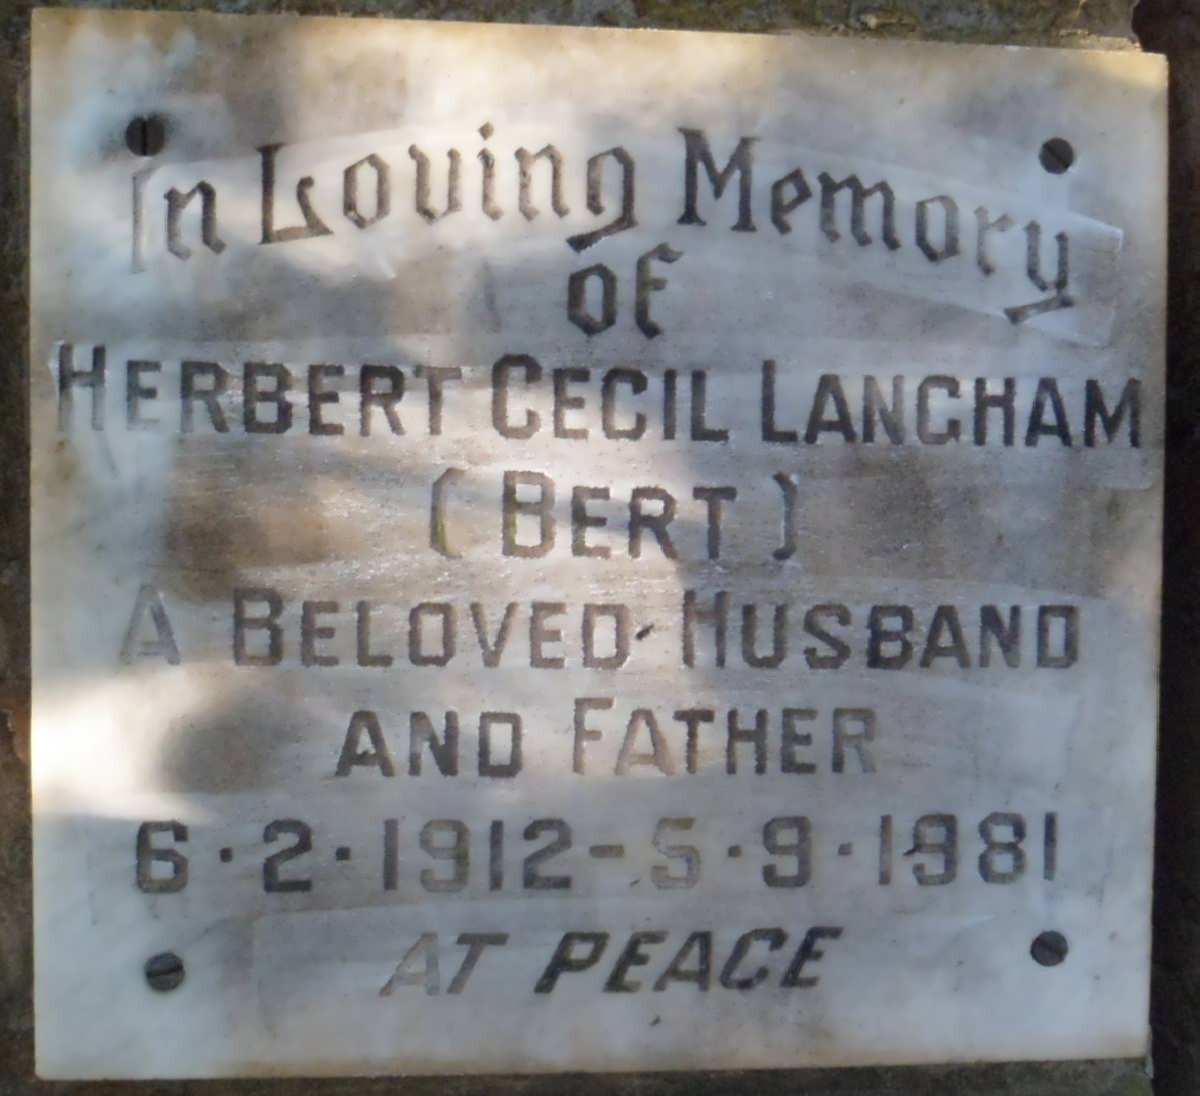 In Loving Memory
of
HERBERT CECIL LANGHAM
(BERT)
A BELOVED HUSBAND
AND FATHER
6·2·1912-5·9·1981
AT PEACE